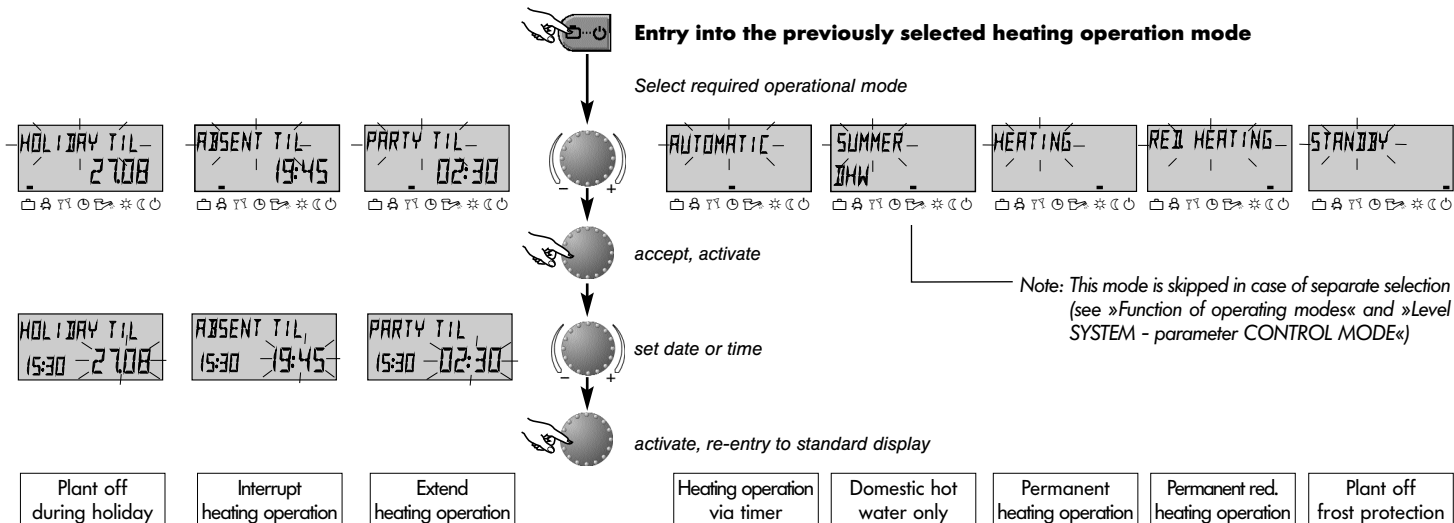 Entry into the previously selected heating operation mode
Select required operational mode
HOLIDAY TIL
27.08
ABSENT TIL
19:45
PARTY TIL
02:30
- +
AUTOMATIC
SUMMER
DHW
HEATING
RED. HEATING
STANDBY
accept, activate
Note: This mode is skipped in case of separate selection
(see »Function of operating modes« and »Level
SYSTEM - parameter CONTROL MODE«)
HOLIDAY TIL
15:30 27.08
ABSENT TIL
15:30 19:45
PARTY TIL
15:30 02:30
- +
set date or time
activate, re-entry to standard display
Plant off
during holiday
Interrupt
heating operation
Extend
heating operation
Heating operation
via timer
Domestic hot
water only
Permanent
heating operation
Permanent red.
heating operation
Plant off
frost protection